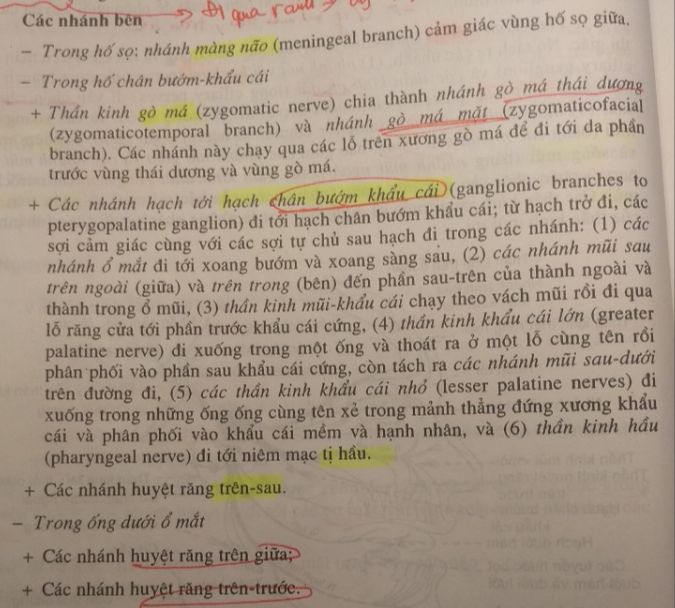 Đi qua
Các nhánh bên
– Trong hố sọ: nhánh màng não (meningeal branch) cảm giác vùng hố sọ giữa.
– Trong hố chân bướm-khẩu cái
+ Thần kinh gò má (zygomatic nerve) chia thành nhánh gò má thái dương
(zygomaticotemporal branch) và nhánh gò má mặt (zygomaticofacial
branch). Các nhánh này chạy qua các lỗ trên xương gò má để đi tới da phần
trước vùng thái dương và vùng gò má.
+ Các nhánh hạch tới hạch chân bướm khẩu cái (ganglionic branches to
pterygopalatine ganglion) đi tới hạch chân bướm khẩu cái; từ hạch trở đi, các
sợi cảm giác cùng với các sợi tự chủ sau hạch đi trong các nhánh: (1) các
nhánh ổ mắt đi tới xoang bướm và xoang sàng sau, (2) các nhánh mũi sau
trên ngoài (giữa) và trên trong (bên) đến phần sau-trên của thành ngoài và
thành trong ổ mũi, (3) thần kinh mũi-khẩu cái chạy theo vách mũi rồi đi qua
lỗ răng cửa tới phần trước khẩu cái cứng, (4) thần kinh khẩu cái lớn (greater
palatine nerve) đi xuống trong một ống và thoát ra ở một lỗ cùng tên rồi
phân phối vào phần sau khẩu cái cứng, còn tách ra các nhánh mũi sau-dưới
trên đường đi, (5) các thần kinh khẩu cái nhỏ (lesser palatine nerves) đi
xuống trong những ống ống cùng tên xẻ trong mảnh thẳng đứng xương khẩu
cái và phân phối vào khẩu cái mềm và hạnh nhân, và (6) thần kinh hầu
(pharyngeal nerve) đi tới niêm mạc tị hầu.
+ Các nhánh huyệt răng trên-sau.
– Trong ống dưới ổ mắt
+ Các nhánh huyệt răng trên giữa;
+ Các nhánh huyệt răng trên-trước.